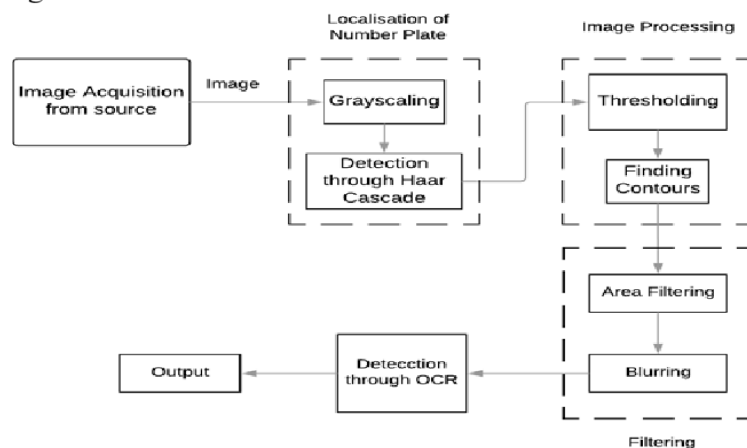 Image Acquisition
from source
Image
Localisation of
Number Plate
Grayscaling
Detection
through Haar
Cascade
Image Processing
Thresholding
Finding
Contours
Area Filtering
Blurring
Filtering
Detecction
through OCR
Output